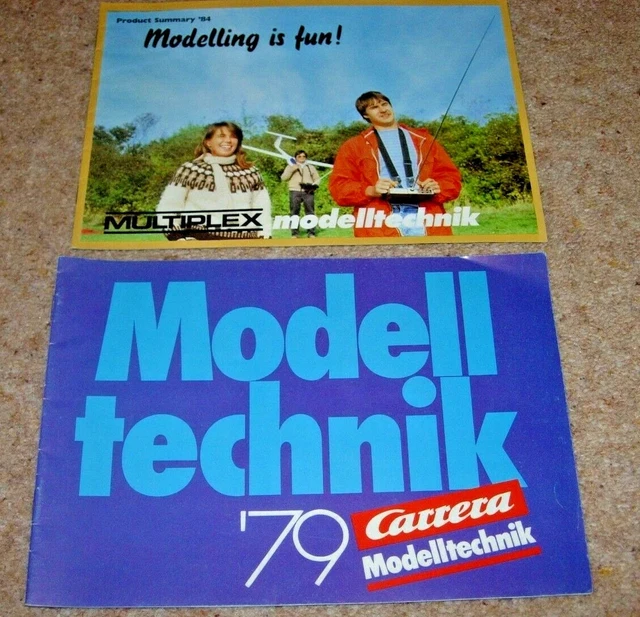 Product Summary '84
Modelling is fun!
MULTIPLEX modelltechnik
Modell
technik
'79
Carrera
Modelltechnik